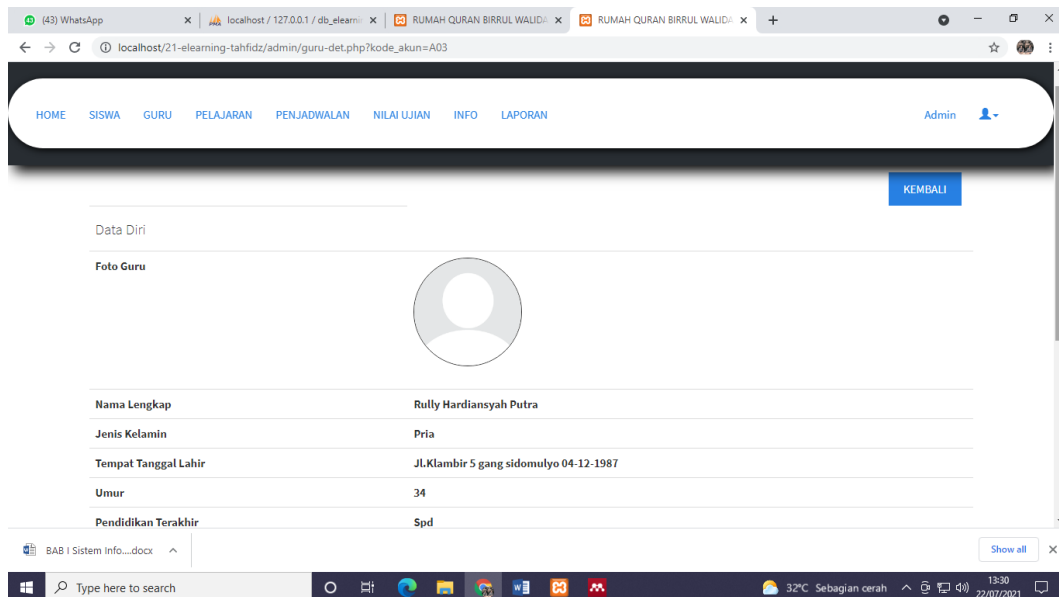 (43) WhatsApp
localhost / 127.0.0.1 / db_elearnin
RUMAH QURAN BIRRUL WALIDA
RUMAH QURAN BIRRUL WALIDA
localhost/21-elearning-tahfidz/admin/guru-det.php?kode_akun=A03
HOME SISWA GURU PELAJARAN PENJADWALAN NILAI UJIAN INFO LAPORAN Admin
KEMBALI
Data Diri
Foto Guru
Nama Lengkap Rully Hardiansyah Putra
Jenis Kelamin Pria
Tempat Tanggal Lahir Jl.Klambir 5 gang sidomulyo 04-12-1987
Umur 34
Pendidikan Terakhir Spd
BAB I Sistem Info....docx Show all
Type here to search 32°C Sebagian cerah 13:30
22/07/2021